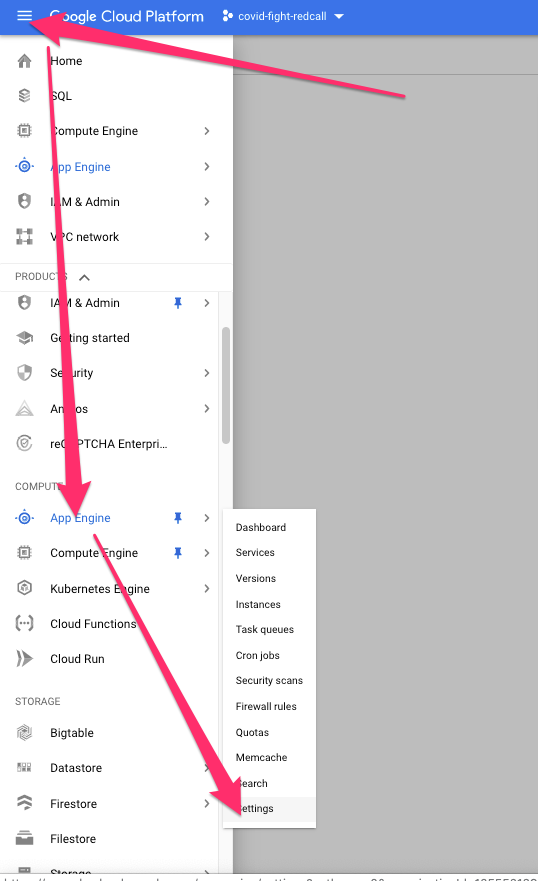 Google Cloud Platform covid-fight-redcall
Home
SQL
Compute Engine
App Engine
IAM & Admin
VPC network
PRODUCTS
IAM & Admin
Getting started
Security
Anthos
reCAPTCHA Enterpri...
COMPUTE
App Engine
Compute Engine
Kubernetes Engine
Cloud Functions
Cloud Run
Dashboard
Services
Versions
Instances
Task queues
Cron jobs
Security scans
Firewall rules
Quotas
Memcache
Search
Settings
STORAGE
Bigtable
Datastore
Firestore
Filestore
Storage